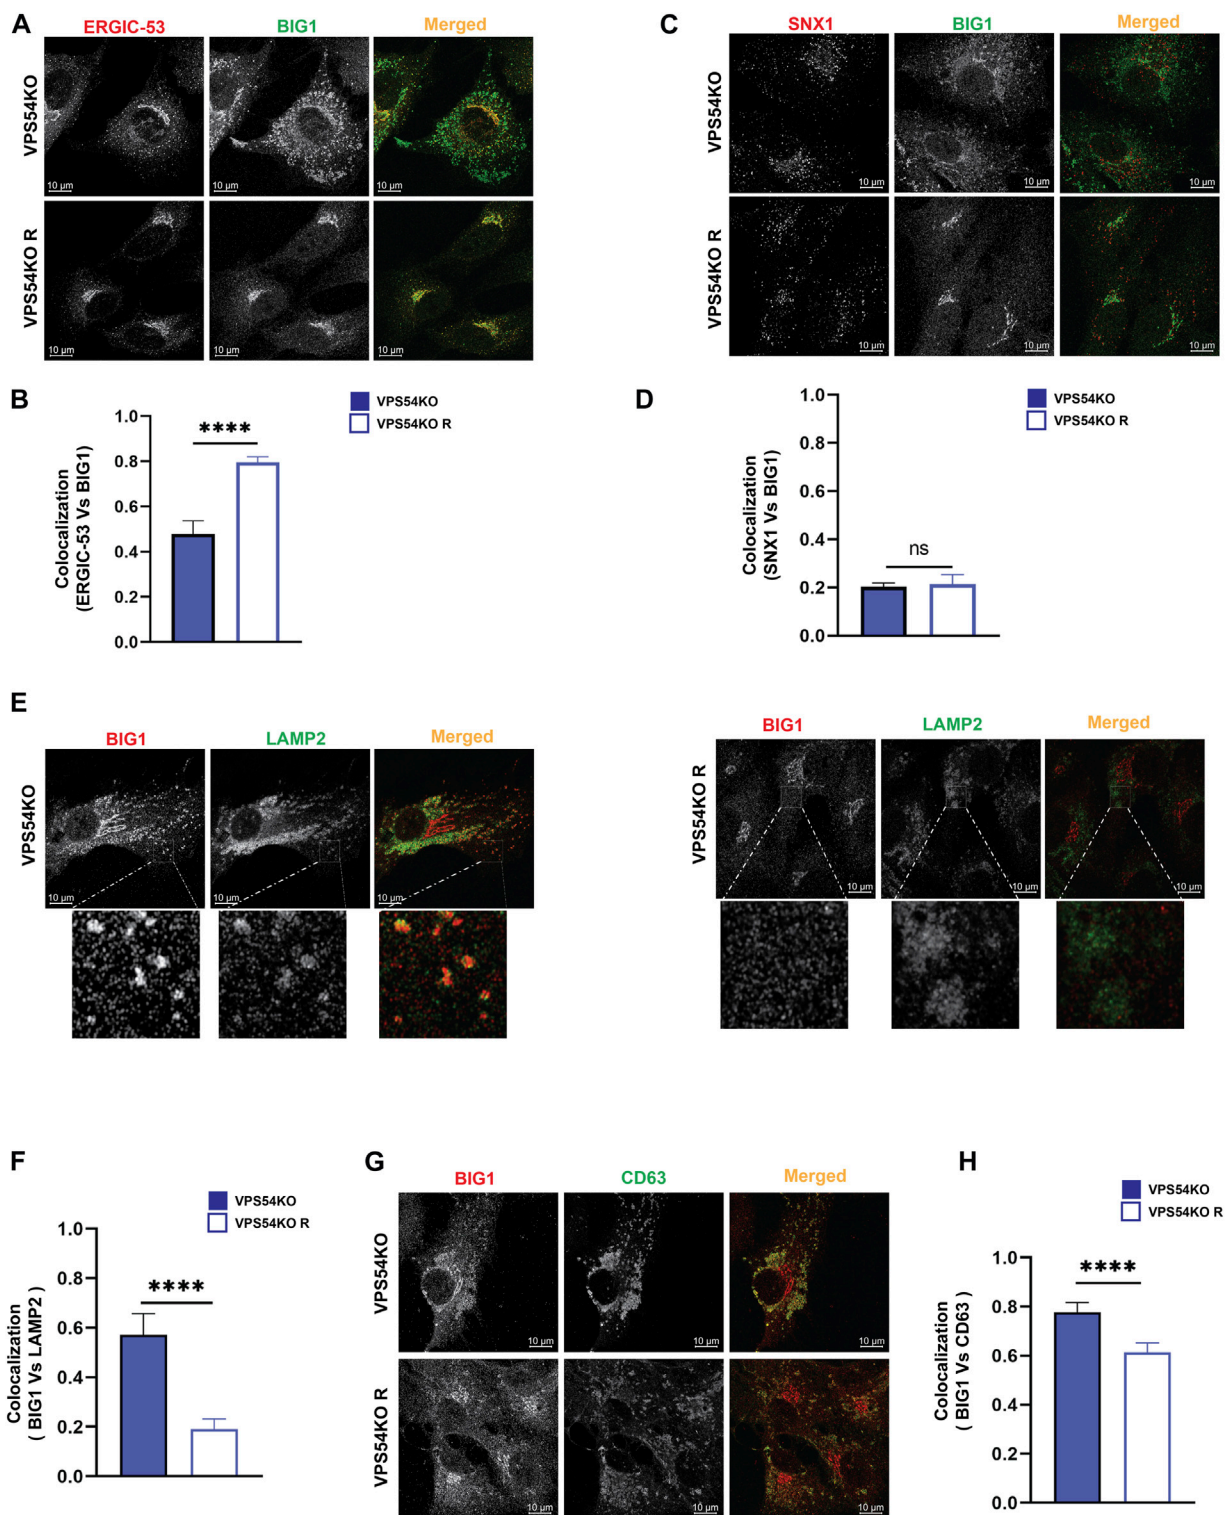 A
ERGIC-53 BIG1 Merged
VPS54KO
10 µm 10 µm 10 µm
VPS54KO R
10 µm 10 µm 10 µm
C
SNX1 BIG1 Merged
VPS54KO
10 µm 10 µm 10 µm
VPS54KO R
10 µm 10 µm 10 µm
B
VPS54KO
VPS54KO R
****
Colocalization
(ERGIC-53 Vs BIG1)
1.0
0.8
0.6
0.4
0.2
0.0
D
VPS54KO
VPS54KO R
ns
Colocalization
(SNX1 Vs BIG1)
1.0
0.8
0.6
0.4
0.2
0.0
E
BIG1 LAMP2 Merged
VPS54KO
10 µm 10 µm 10 µm
BIG1 LAMP2 Merged
VPS54KO R
10 µm 10 µm 10 µm
F
VPS54KO
VPS54KO R
****
Colocalization
( BIG1 Vs LAMP2 )
1.0
0.8
0.6
0.4
0.2
0.0
G
BIG1 CD63 Merged
VPS54KO
10 µm 10 µm 10 µm
VPS54KO R
10 µm 10 µm 10 µm
H
VPS54KO
VPS54KO R
****
Colocalization
( BIG1 Vs CD63 )
1.0
0.8
0.6
0.4
0.2
0.0